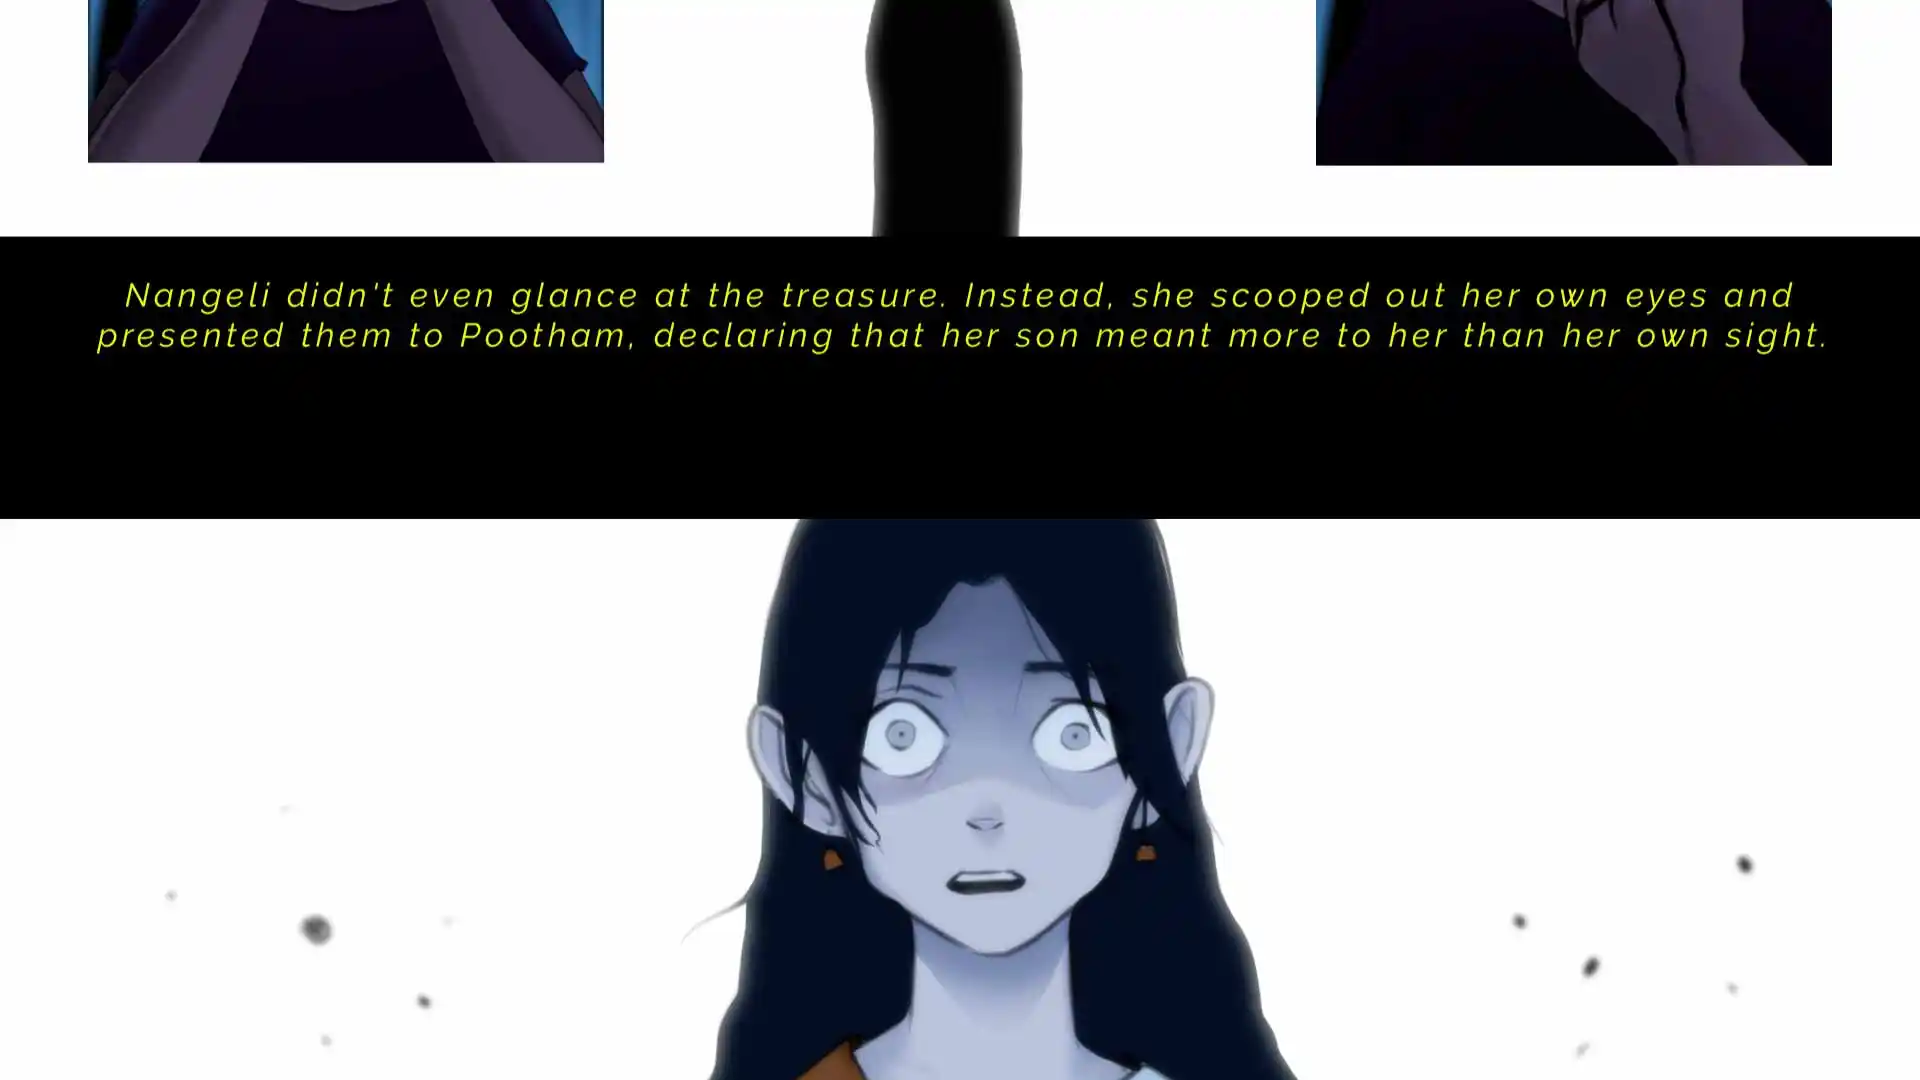 Nangeli didn't even glance at the treasure. Instead, she scooped out her own eyes and
presented them to Pootham, declaring that her son meant more to her than her own sight.